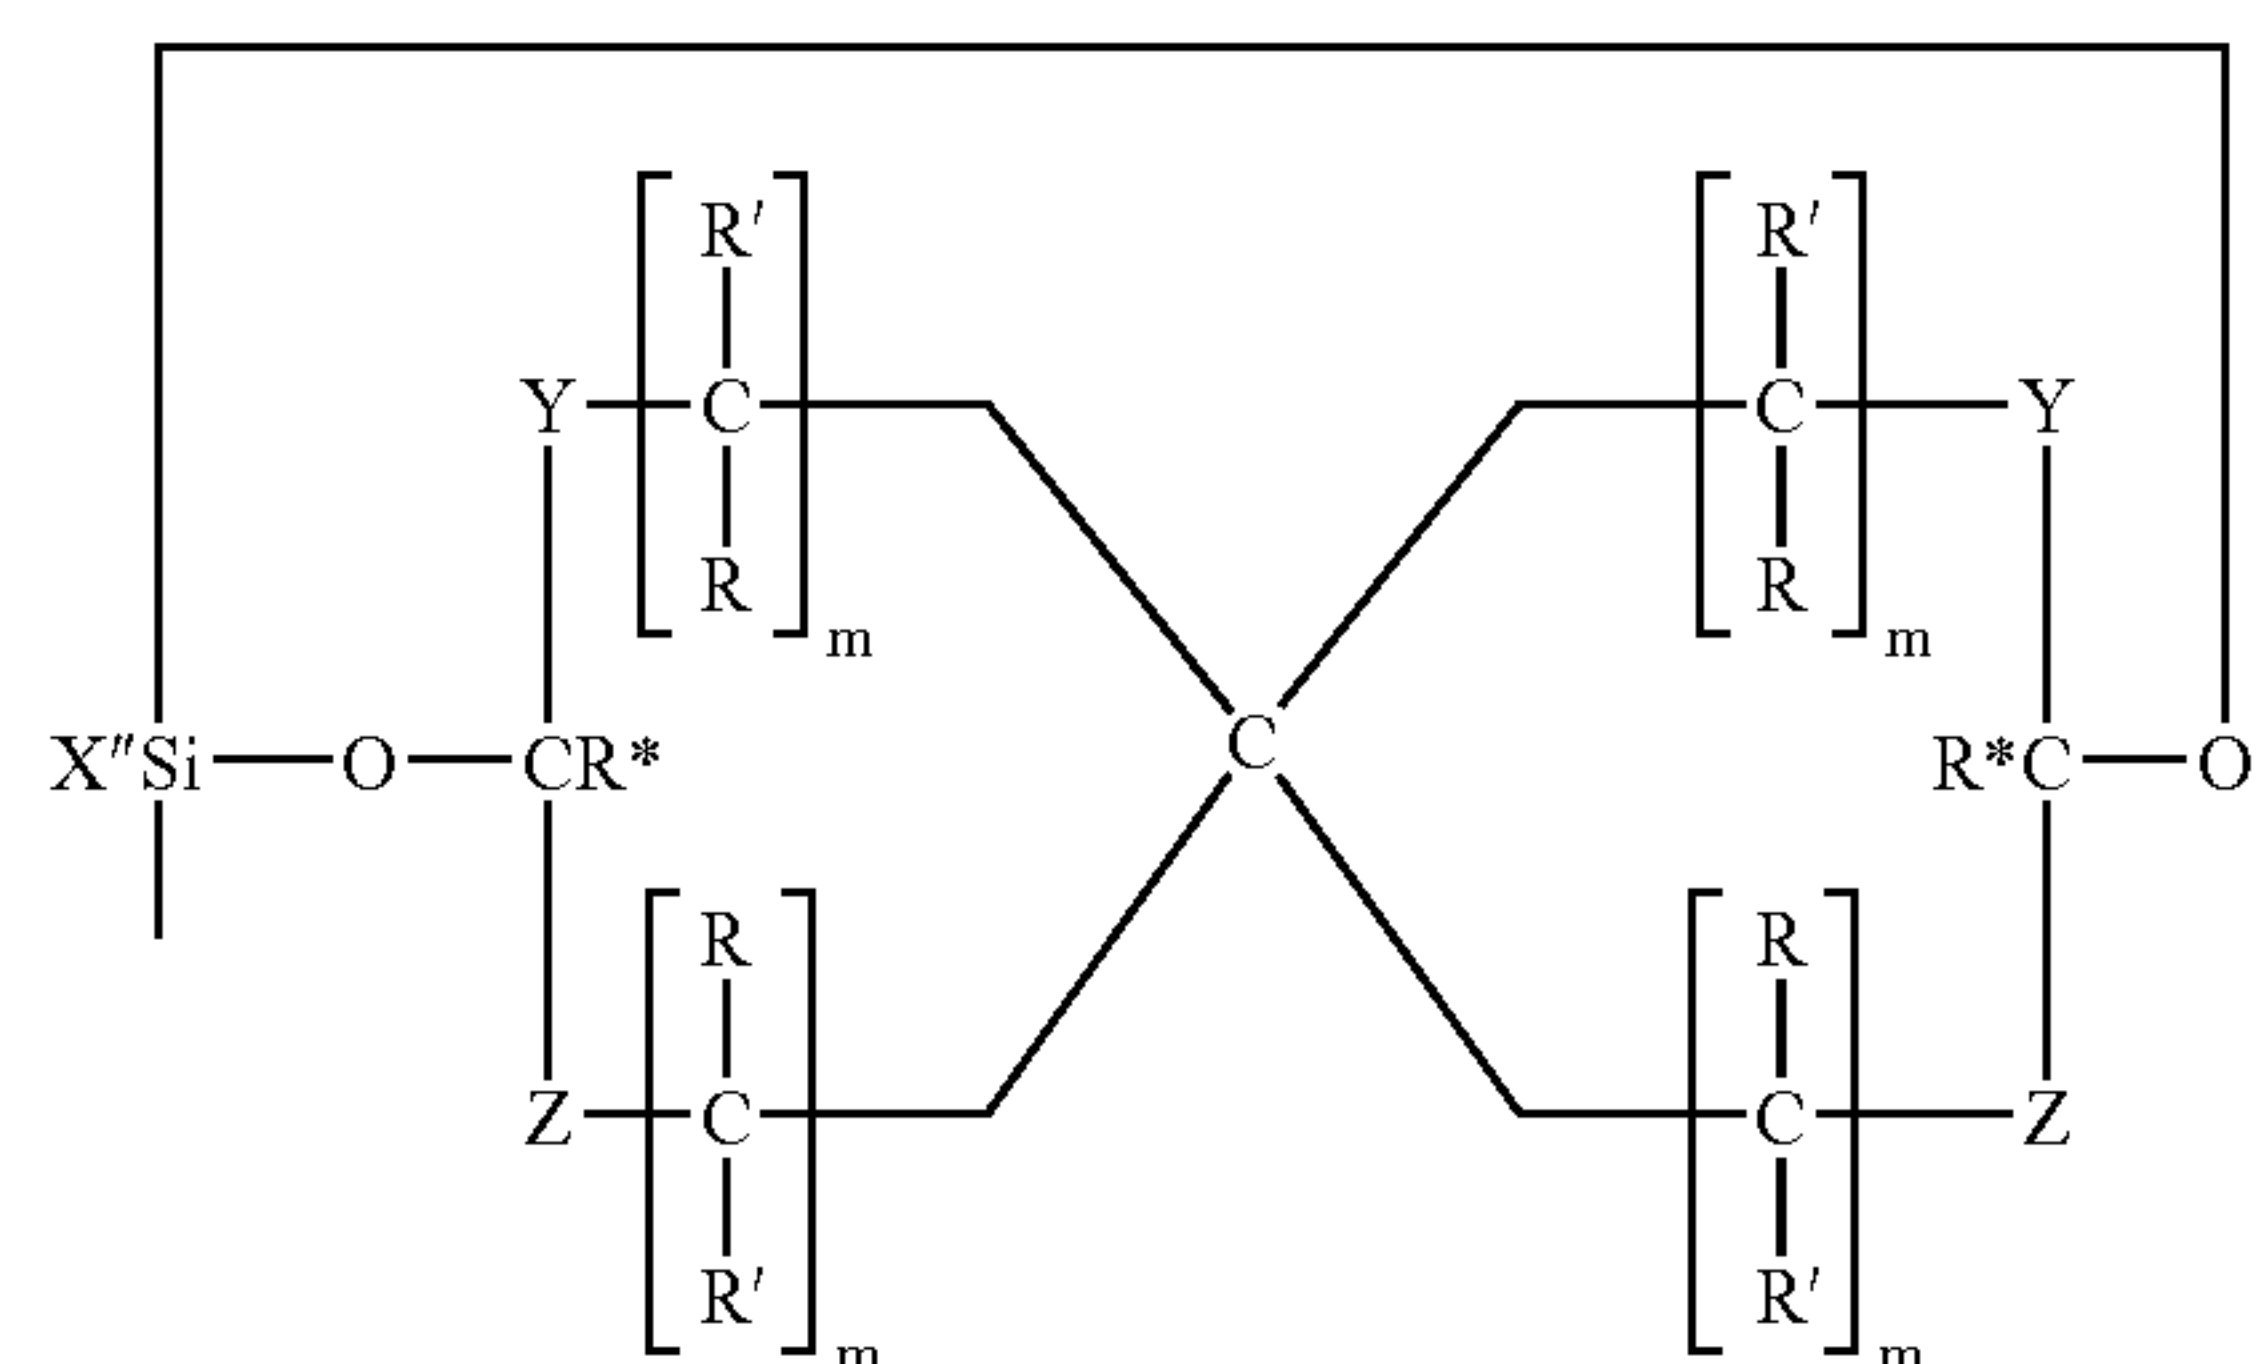 R′ R′
Y C C Y
R R
m m
X″Si O CR* C R*C O
R R
Z C C Z
R′ R′
m m